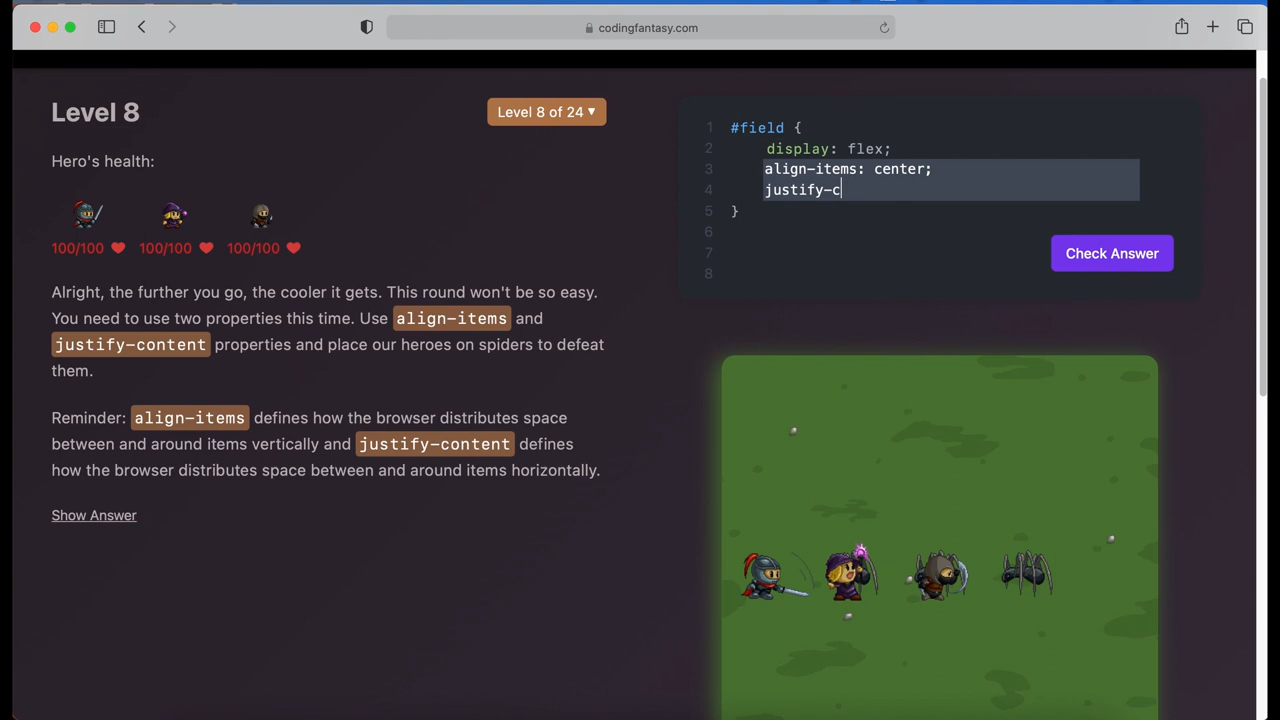 codingfantasy.com
Level 8
Level 8 of 24 ▼
Hero's health:
100/100 100/100 100/100
Alright, the further you go, the cooler it gets. This round won't be so easy.
You need to use two properties this time. Use align-items and
justify-content properties and place our heroes on spiders to defeat
them.
Reminder: align-items defines how the browser distributes space
between and around items vertically and justify-content defines
how the browser distributes space between and around items horizontally.
Show Answer
1 #field {
2 display: flex;
3 align-items: center;
4 justify-c
5 }
6
7
8
Check Answer